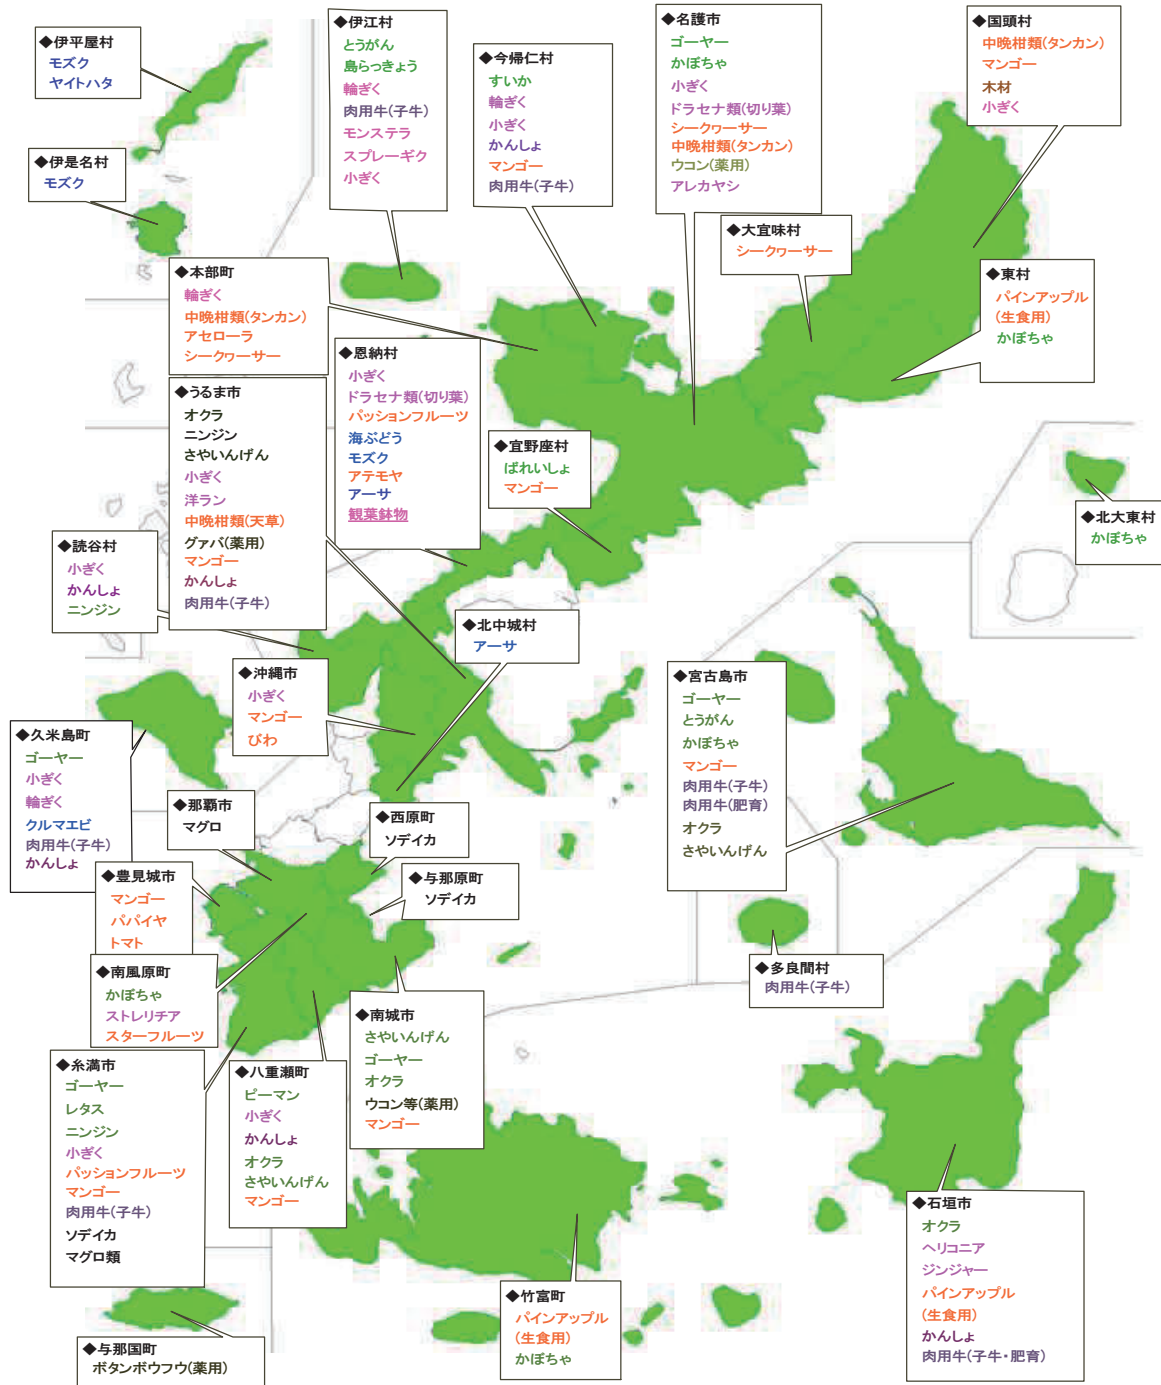 ◆伊平屋村
モズク
ヤイトハタ
◆伊是名村
モズク
◆伊江村
とうがん
島らっきょう
輪ぎく
肉用牛(子牛)
モンステラ
スプレーギク
小ぎく
◆今帰仁村
すいか
輪ぎく
小ぎく
かんしょ
マンゴー
肉用牛(子牛)
◆名護市
ゴーヤー
かぼちゃ
小ぎく
ドラセナ類(切り葉)
シークヮーサー
中晩柑類(タンカン)
ウコン(薬用)
アレカヤシ
◆国頭村
中晩柑類(タンカン)
マンゴー
木材
小ぎく
◆大宜味村
シークヮーサー
◆東村
パインアップル
(生食用)
かぼちゃ
◆本部町
輪ぎく
中晩柑類(タンカン)
アセローラ
シークヮーサー
◆恩納村
小ぎく
ドラセナ類(切り葉)
パッションフルーツ
海ぶどう
モズク
アテモヤ
アーサ
観葉鉢物
◆うるま市
オクラ
ニンジン
さやいんげん
小ぎく
洋ラン
中晩柑類(天草)
グァバ(薬用)
マンゴー
かんしょ
肉用牛(子牛)
◆宜野座村
ばれいしょ
マンゴー
◆北大東村
かぼちゃ
◆読谷村
小ぎく
かんしょ
ニンジン
◆北中城村
アーサ
◆沖縄市
小ぎく
マンゴー
びわ
◆宮古島市
ゴーヤー
とうがん
かぼちゃ
マンゴー
肉用牛(子牛)
肉用牛(肥育)
オクラ
さやいんげん
◆久米島町
ゴーヤー
小ぎく
輪ぎく
クルマエビ
肉用牛(子牛)
かんしょ
◆那覇市
マグロ
◆西原町
ソデイカ
◆与那原町
ソデイカ
◆豊見城市
マンゴー
パパイヤ
トマト
◆南風原町
かぼちゃ
ストレリチア
スターフルーツ
◆多良間村
肉用牛(子牛)
◆南城市
さやいんげん
ゴーヤー
オクラ
ウコン等(薬用)
マンゴー
◆糸満市
ゴーヤー
レタス
ニンジン
小ぎく
パッションフルーツ
マンゴー
肉用牛(子牛)
ソデイカ
マグロ類
◆八重瀬町
ピーマン
小ぎく
かんしょ
オクラ
さやいんげん
マンゴー
◆石垣市
オクラ
ヘリコニア
ジンジャー
パインアップル
(生食用)
かんしょ
肉用牛(子牛・肥育)
◆竹富町
パインアップル
(生食用)
かぼちゃ
◆与那国町
ボタンボウフウ(薬用)